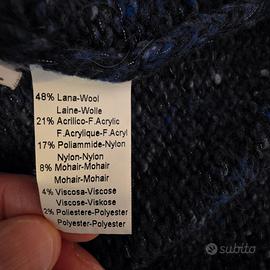 48% Lana-Wool
Laine-Wolle
21% Acrilico-F.Acrylic
F.Acrylique-F.Acryl
17% Poliammide-Nylon
Nylon-Nylon
8% Mohair-Mohair
Mohair-Mohair
4% Viscosa-Viscose
Viscose-Viskose
2% Poliestere-Polyester
Polyester-Polyester
subito